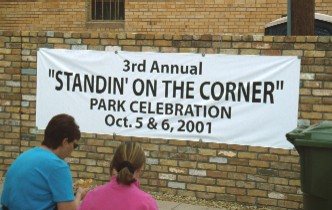 3rd Annual
"STANDIN' ON THE CORNER"
PARK CELEBRATION
Oct. 5 & 6, 2001